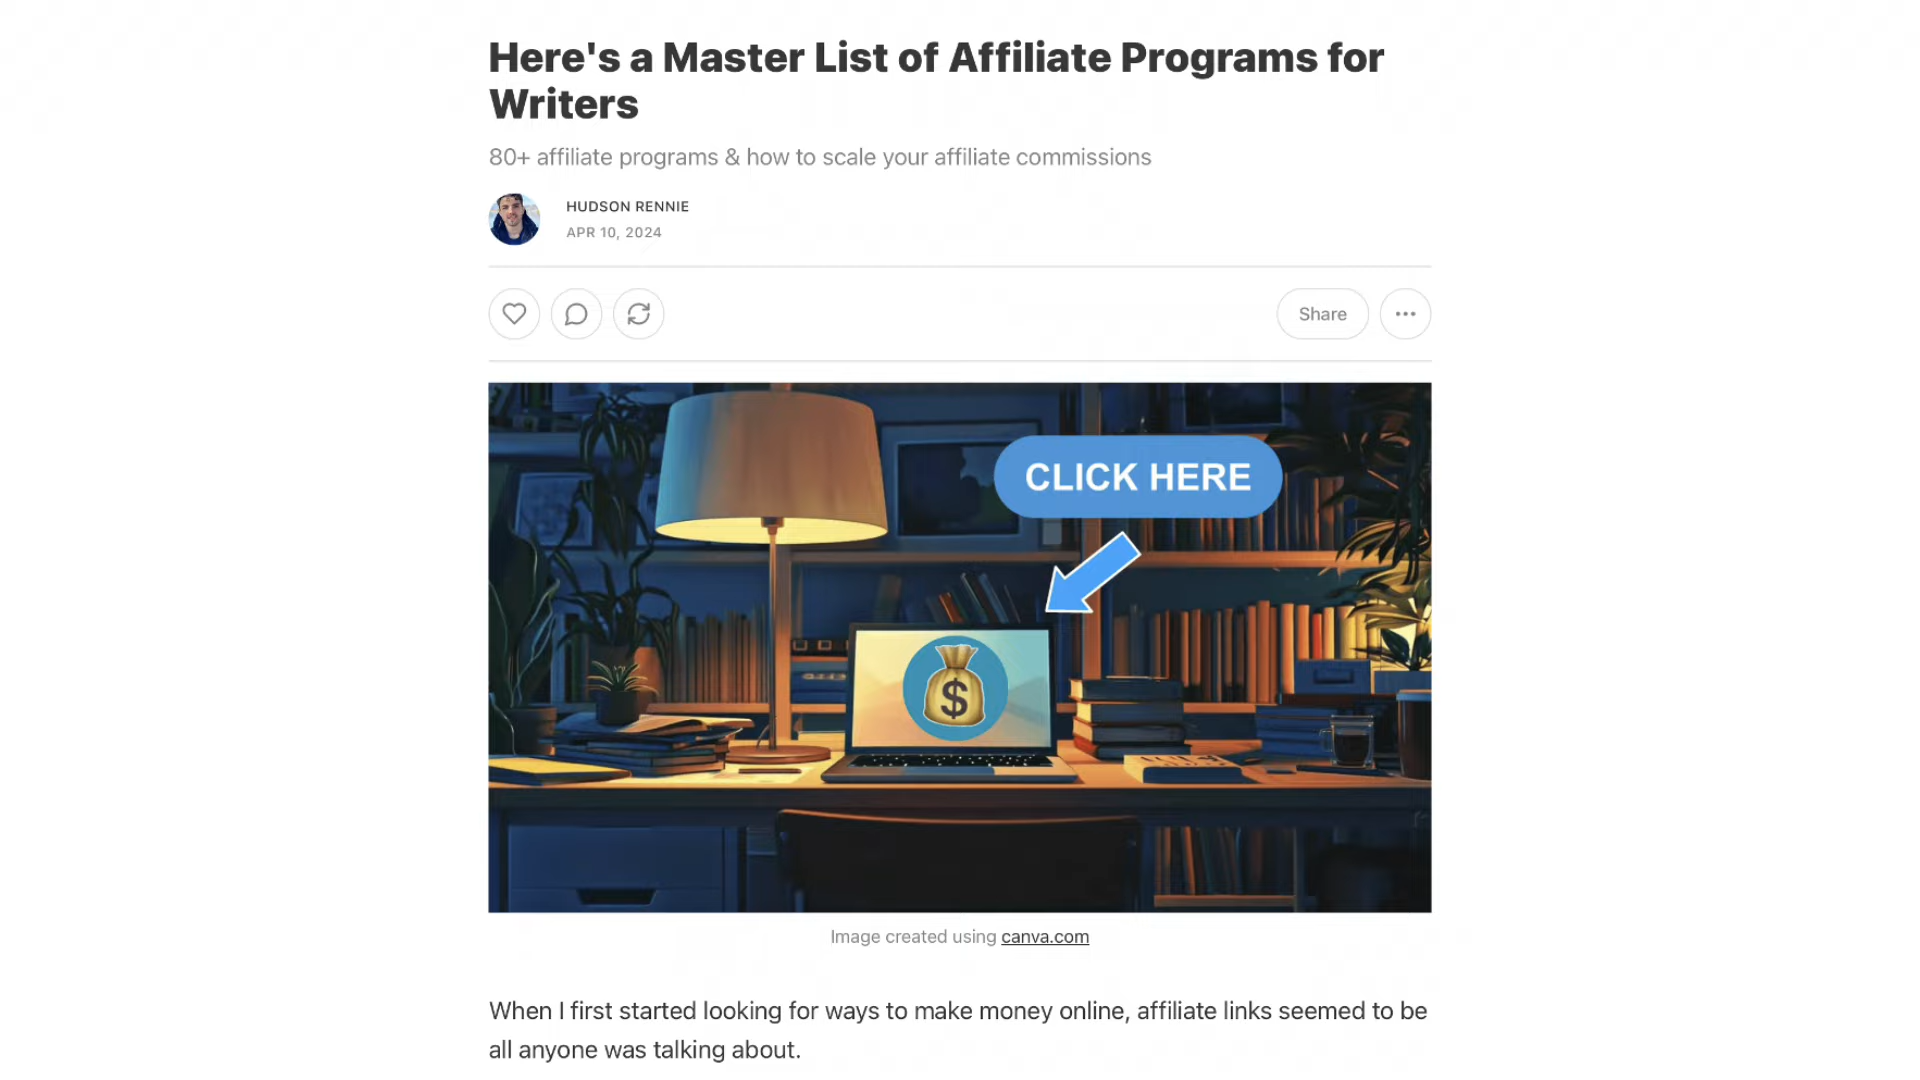 Here's a Master List of Affiliate Programs for
Writers
80+ affiliate programs & how to scale your affiliate commissions
HUDSON RENNIE
APR 10, 2024
Share
CLICK HERE
$
Image created using canva.com
When I first started looking for ways to make money online, affiliate links seemed to be
all anyone was talking about.